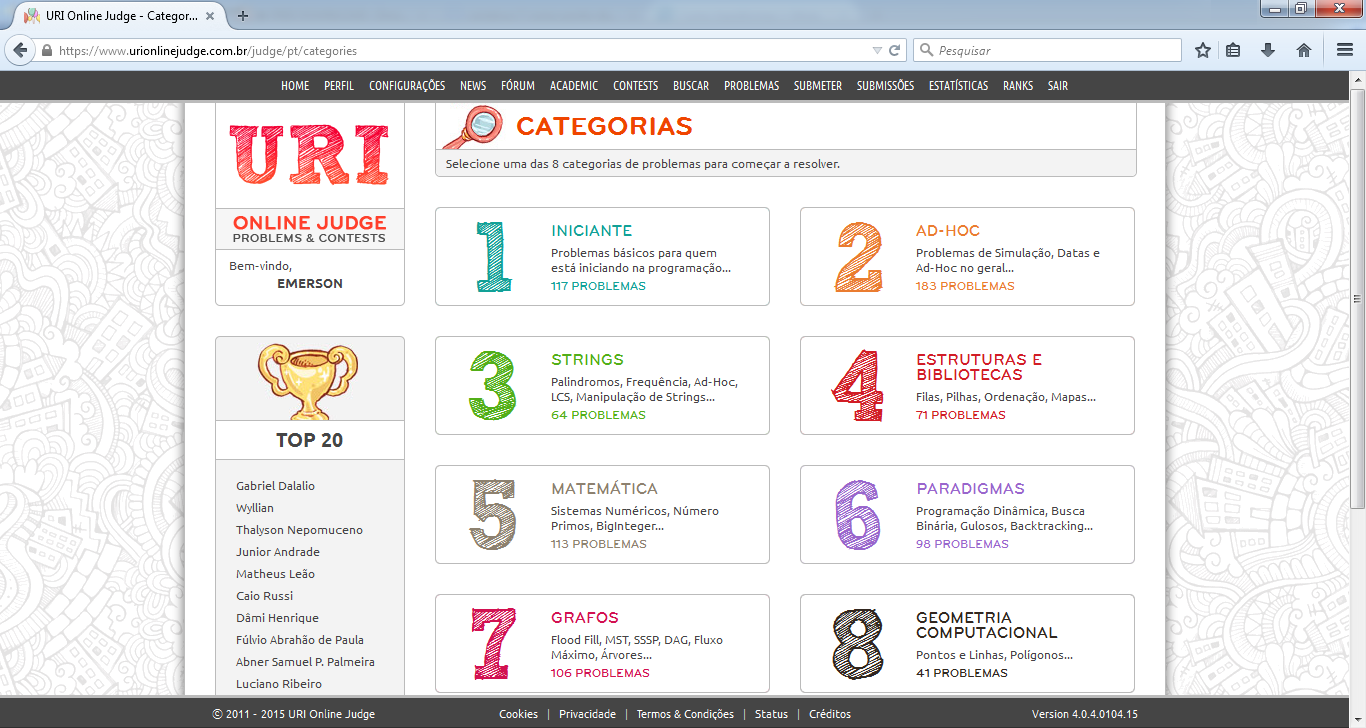 URI Online Judge - Categor...
https://www.urionlinejudge.com.br/judge/pt/categories
Pesquisar
HOME PERFIL CONFIGURAÇÕES NEWS FÓRUM ACADEMIC CONTESTS BUSCAR PROBLEMAS SUBMETER SUBMISSÕES ESTATÍSTICAS RANKS SAIR
URI
ONLINE JUDGE
PROBLEMS & CONTESTS
Bem-vindo,
EMERSON
TOP 20
Gabriel Dalalio
Wyllian
Thalyson Nepomuceno
Junior Andrade
Matheus Leão
Caio Russi
Dâmi Henrique
Fúlvio Abrahão de Paula
Abner Samuel P. Palmeira
Luciano Ribeiro
CATEGORIAS
Selecione uma das 8 categorias de problemas para começar a resolver.
1
INICIANTE
Problemas básicos para quem
está iniciando na programação...
117 PROBLEMAS
2
AD-HOC
Problemas de Simulação, Datas e
Ad-Hoc no geral...
183 PROBLEMAS
3
STRINGS
Palindromos, Frequência, Ad-Hoc,
LCS, Manipulação de Strings...
64 PROBLEMAS
4
ESTRUTURAS E
BIBLIOTECAS
Filas, Pilhas, Ordenação, Mapas...
71 PROBLEMAS
5
MATEMÁTICA
Sistemas Numéricos, Número
Primos, BigInteger...
113 PROBLEMAS
6
PARADIGMAS
Programação Dinâmica, Busca
Binária, Gulosos, Backtracking...
98 PROBLEMAS
7
GRAFOS
Flood Fill, MST, SSSP, DAG, Fluxo
Máximo, Árvores...
106 PROBLEMAS
8
GEOMETRIA
COMPUTACIONAL
Pontos e Linhas, Polígonos...
41 PROBLEMAS
© 2011 - 2015 URI Online Judge
Cookies | Privacidade | Termos & Condições | Status | Créditos
Version 4.0.4.0104.15